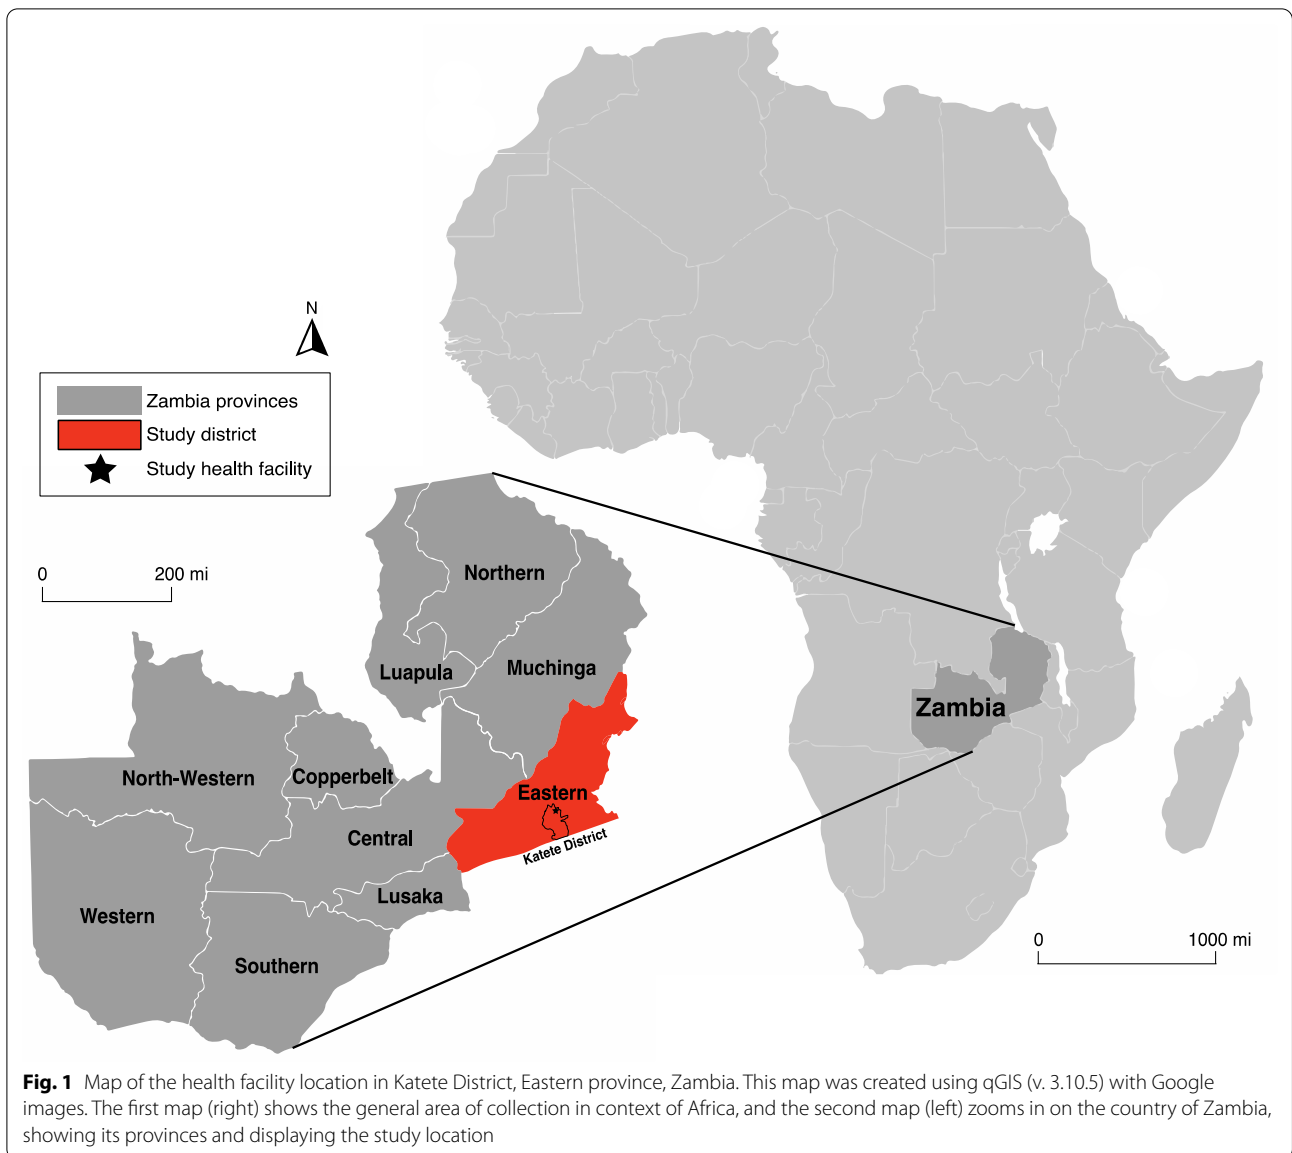 N
Zambia provinces
Study district
Study health facility
0 200 mi
Northern
Luapula
Muchinga
North-Western
Copperbelt
Eastern
Central
Katete District
Lusaka
Western
Southern
Zambia
0 1000 mi
Fig. 1 Map of the health facility location in Katete District, Eastern province, Zambia. This map was created using qGIS (v. 3.10.5) with Google
images. The first map (right) shows the general area of collection in context of Africa, and the second map (left) zooms in on the country of Zambia,
showing its provinces and displaying the study location